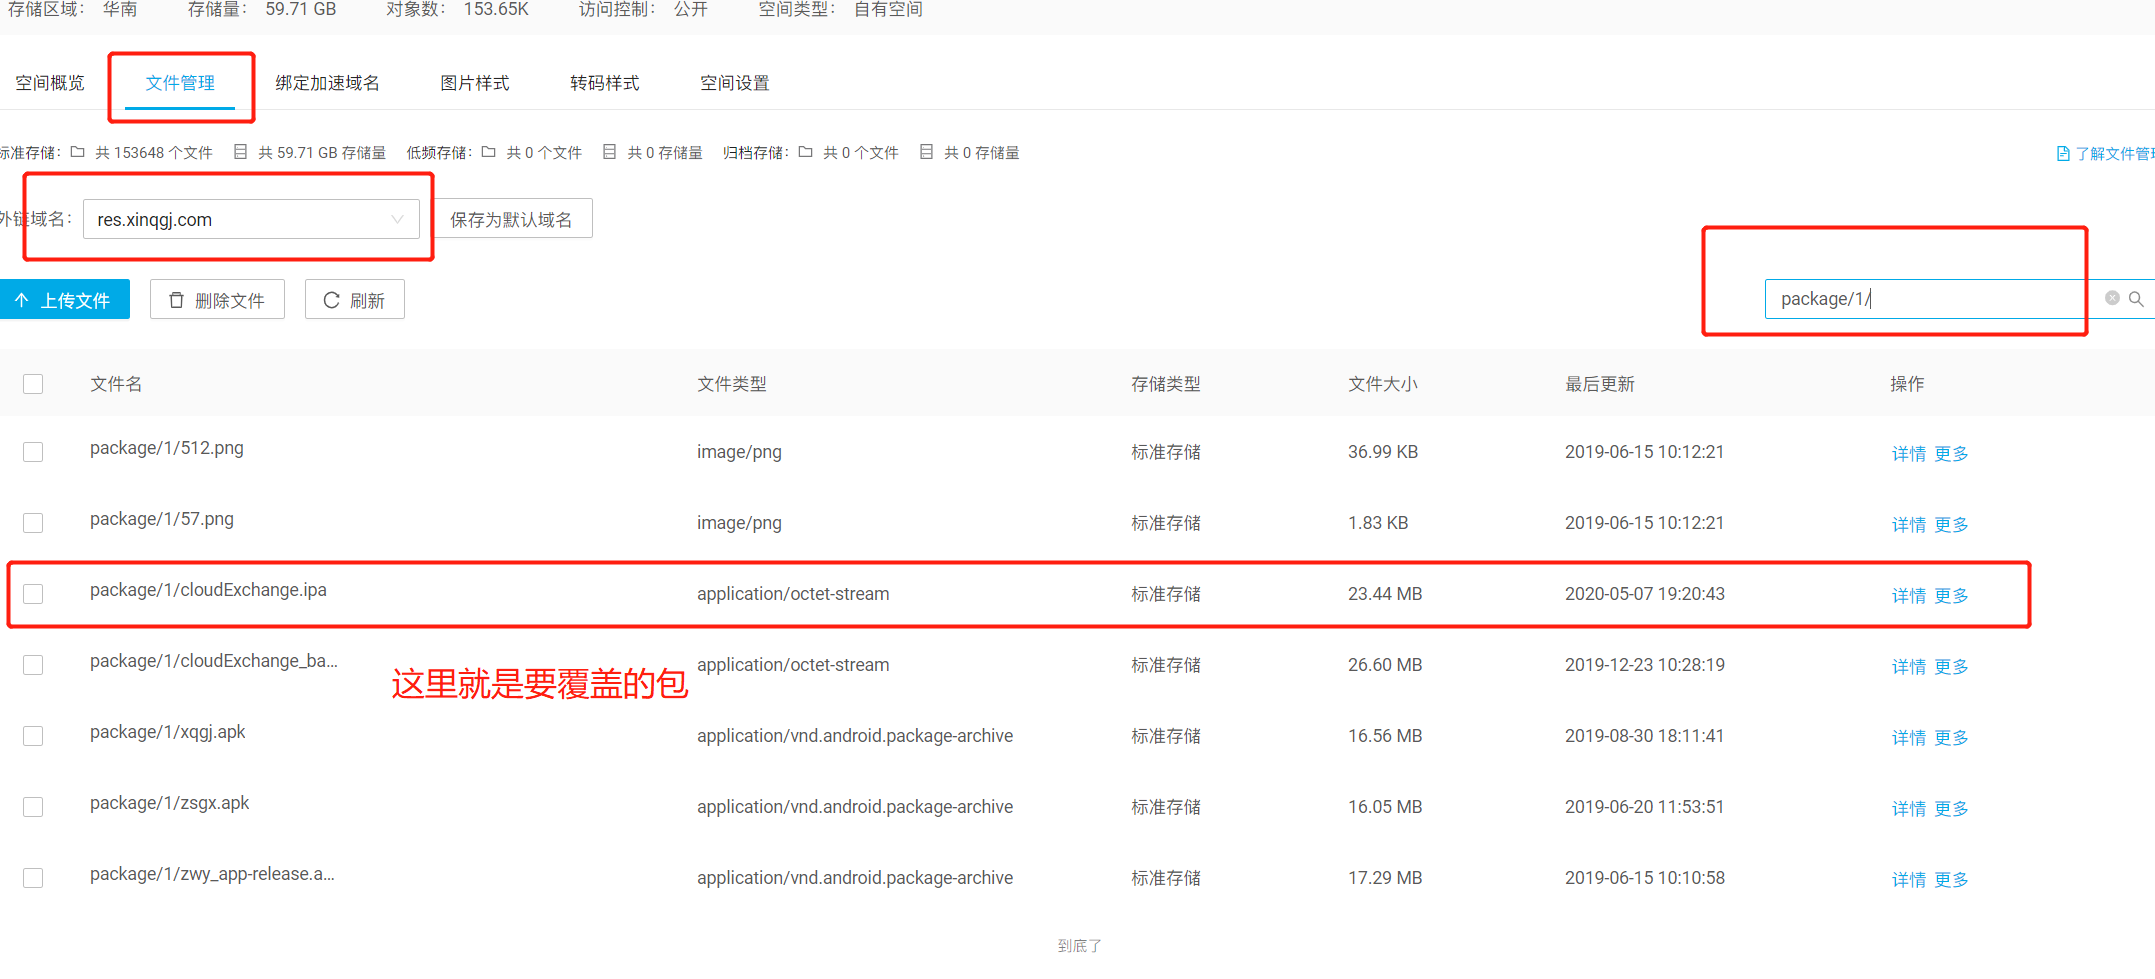 存储区域： 华南 存储量： 59.71 GB 对象数： 153.65K 访问控制： 公开 空间类型： 自有空间
空间概览 文件管理 绑定加速域名 图片样式 转码样式 空间设置
标准存储： 共 153648 个文件 共 59.71 GB 存储量 低频存储： 共 0 个文件 共 0 存储量 归档存储： 共 0 个文件 共 0 存储量 了解文件管理
外链域名： res.xinqgj.com 保存为默认域名
上传文件 删除文件 刷新 package/1/
文件名 文件类型 存储类型 文件大小 最后更新 操作
package/1/512.png image/png 标准存储 36.99 KB 2019-06-15 10:12:21 详情 更多
package/1/57.png image/png 标准存储 1.83 KB 2019-06-15 10:12:21 详情 更多
package/1/cloudExchange.ipa application/octet-stream 标准存储 23.44 MB 2020-05-07 19:20:43 详情 更多
package/1/cloudExchange_ba... application/octet-stream 标准存储 26.60 MB 2019-12-23 10:28:19 详情 更多
这里就是要覆盖的包
package/1/xqgj.apk application/vnd.android.package-archive 标准存储 16.56 MB 2019-08-30 18:11:41 详情 更多
package/1/zsgx.apk application/vnd.android.package-archive 标准存储 16.05 MB 2019-06-20 11:53:51 详情 更多
package/1/zwy_app-release.a... application/vnd.android.package-archive 标准存储 17.29 MB 2019-06-15 10:10:58 详情 更多
到底了